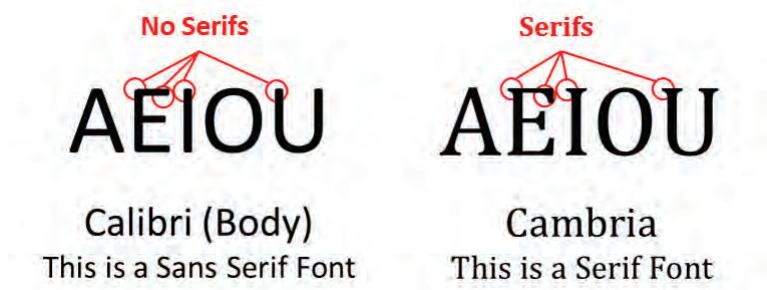 No Serifs
AEIOU
Calibri (Body)
This is a Sans Serif Font
Serifs
AEIOU
Cambria
This is a Serif Font